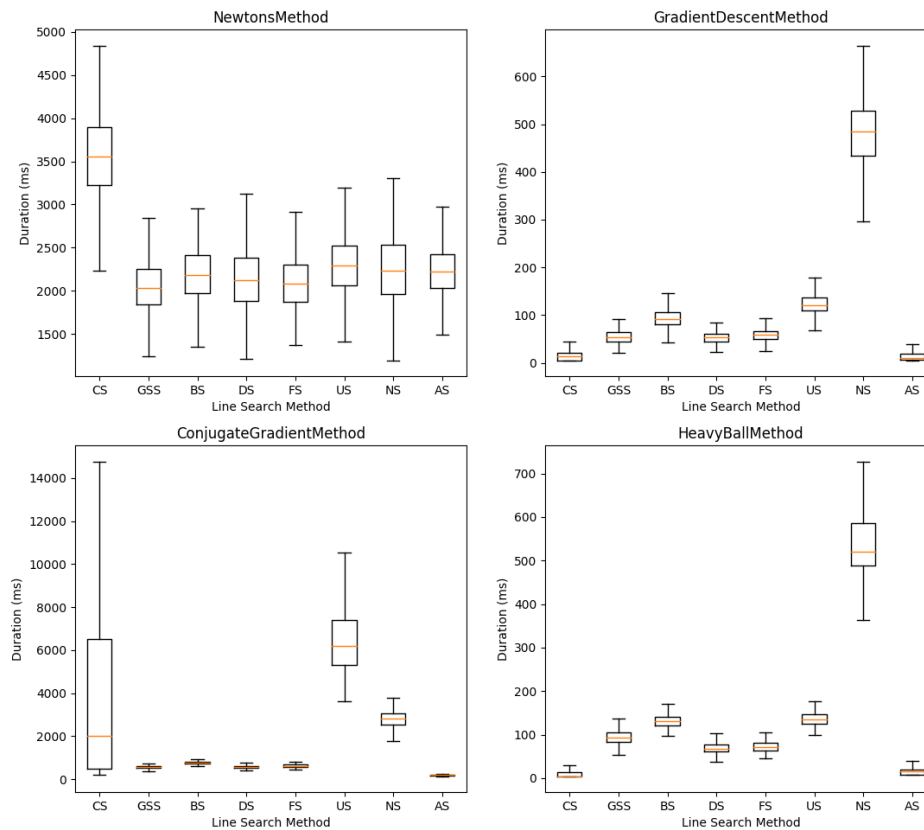 NewtonsMethod
5000
4500
4000
3500
3000
2500
2000
1500
Duration (ms)
CS GSS BS DS FS US NS AS
Line Search Method
GradientDescentMethod
600
500
400
300
200
100
0
Duration (ms)
CS GSS BS DS FS US NS AS
Line Search Method
ConjugateGradientMethod
14000
12000
10000
8000
6000
4000
2000
0
Duration (ms)
CS GSS BS DS FS US NS AS
Line Search Method
HeavyBallMethod
700
600
500
400
300
200
100
0
Duration (ms)
CS GSS BS DS FS US NS AS
Line Search Method